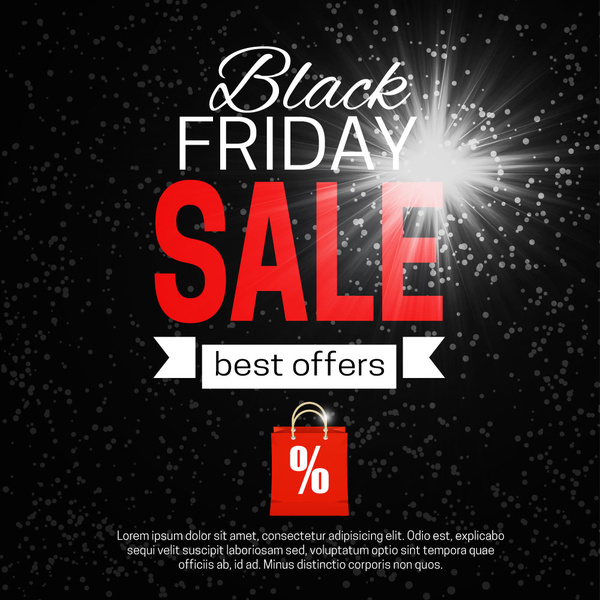 Black
FRIDAY
SALE
best offers
%
Lorem ipsum dolor sit amet, consectetur adipisicing elit. Odio est, explicabo
sequi velit suscipit laboriosam sed, voluptatum optio sint tempora quae
officiis ab, id ad. Minus distinctio corporis non quos.